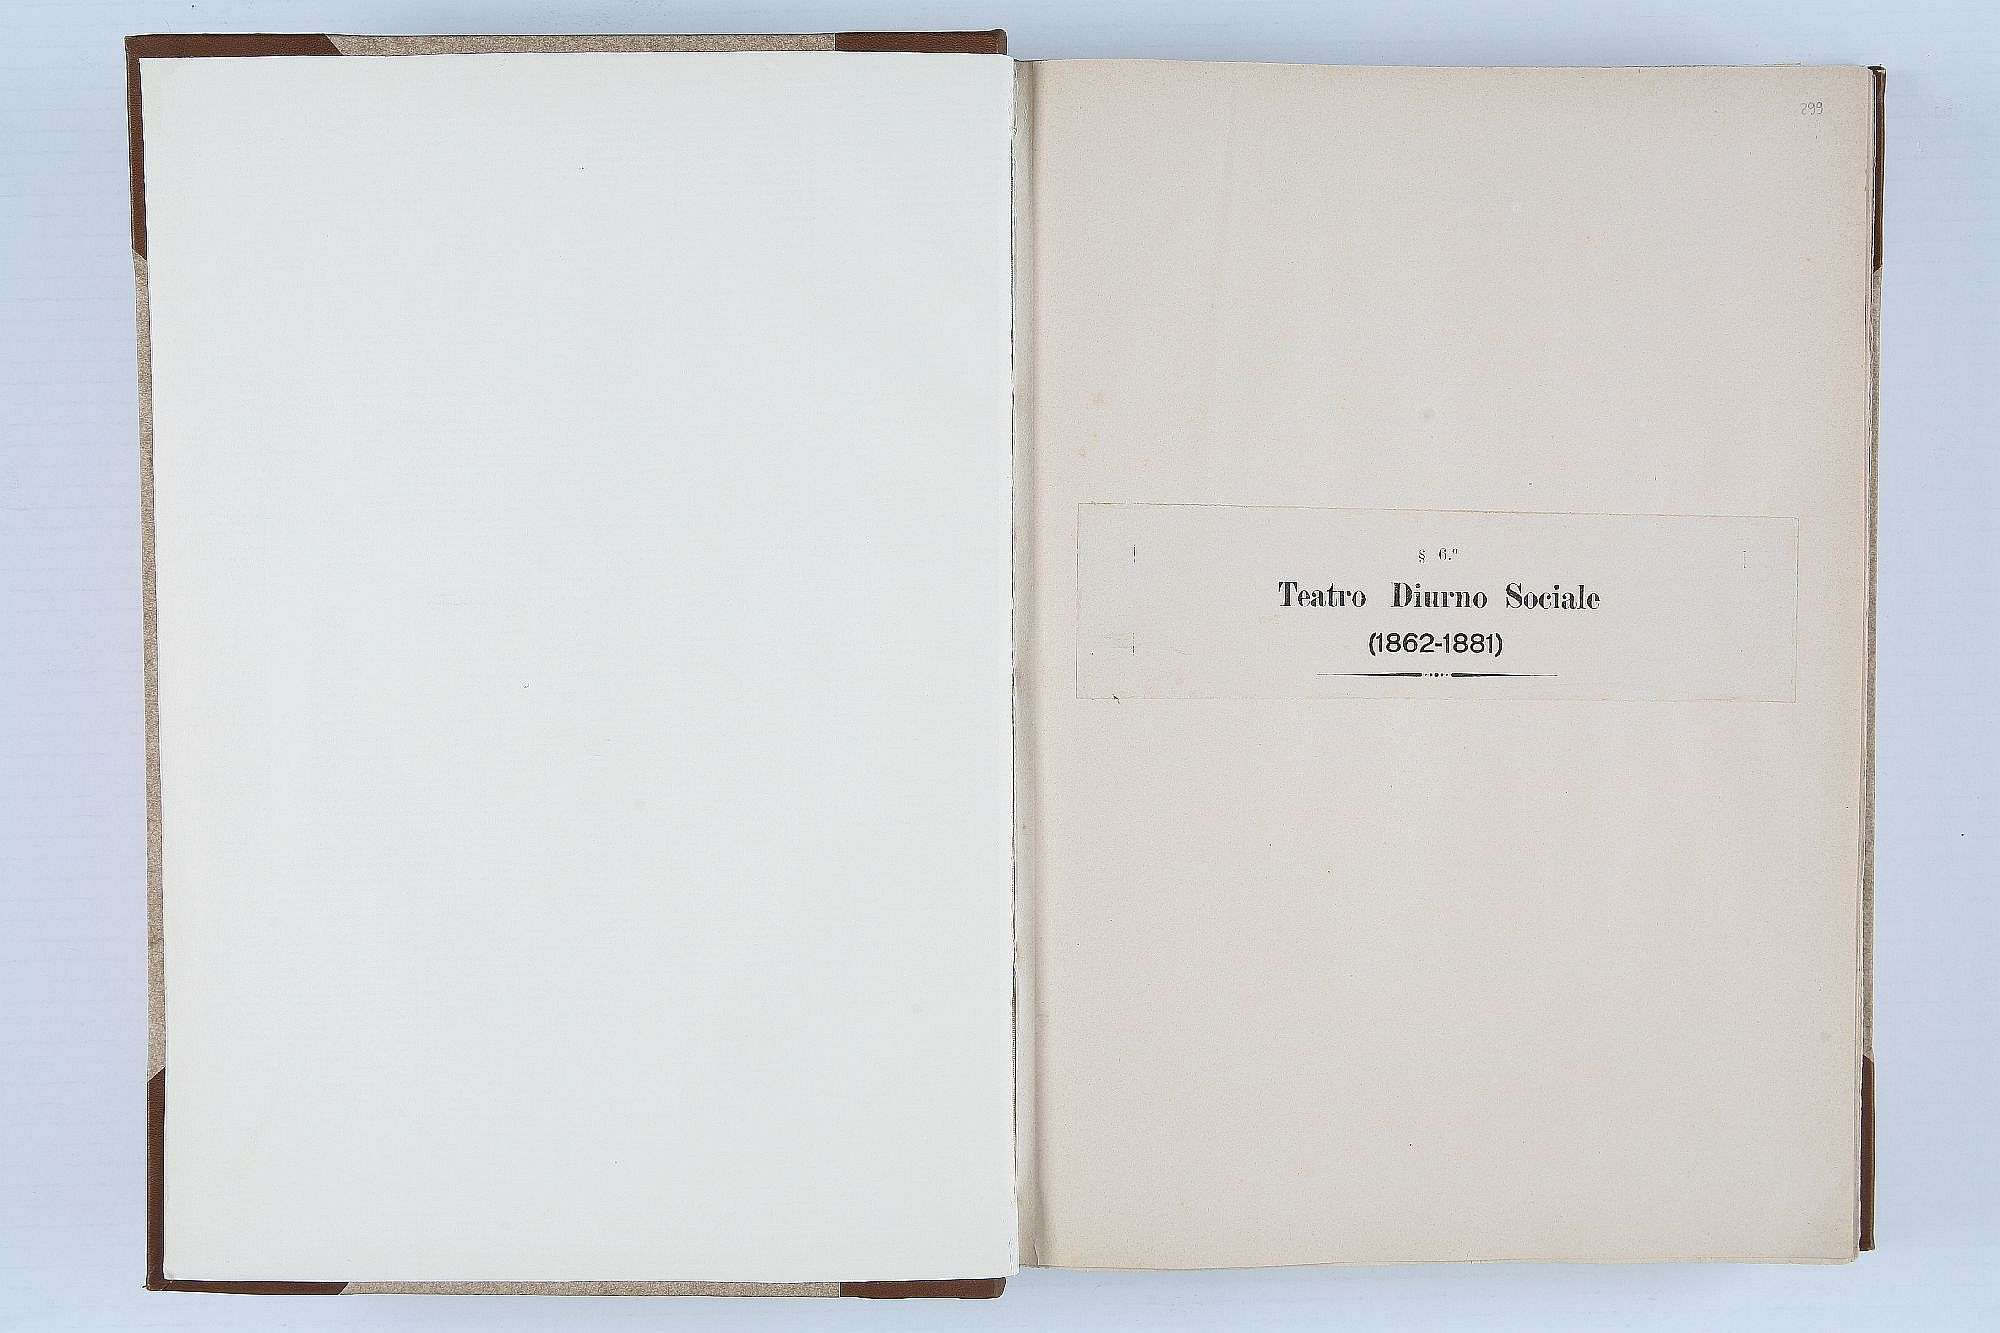 299
§ 6.º
Teatro Diurno Sociale
(1862-1881)